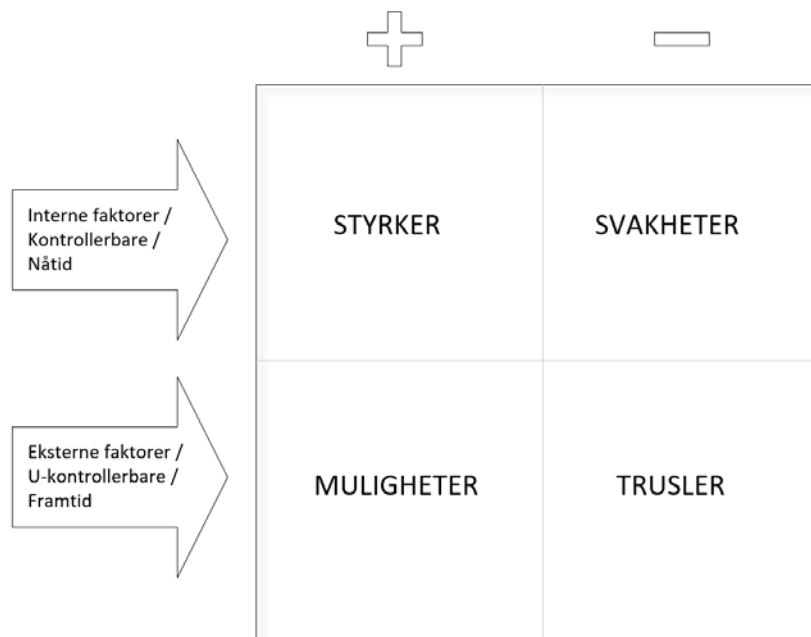 Interne faktorer /
Kontrollerbare /
Nåtid
STYRKER
SVAKHETER
Eksterne faktorer /
U-kontrollerbare /
Framtid
MULIGHETER
TRUSLER